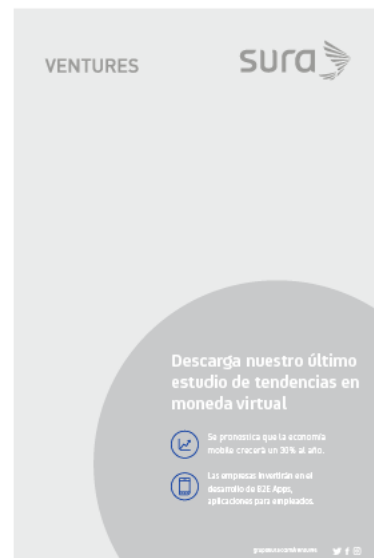 VENTURES
sura
Descarga nuestro último
estudio de tendencias en
moneda virtual
Se pronostica que la economía
mobile crecerá un 30% al año.
Las empresas invertirán en el
desarrollo de B2E Apps,
aplicaciones para empleados.